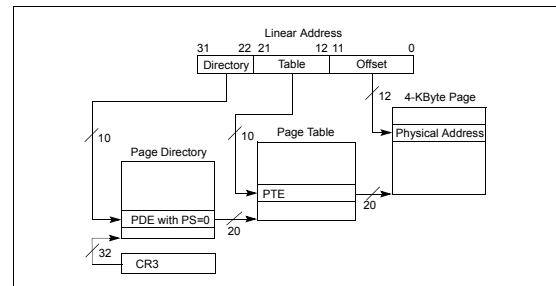 Linear Address
31 22 21 12 11 0
Directory Table Offset
12 4-KByte Page
10 10 Page Table Physical Address
Page Directory
PTE
20
PDE with PS=0
20
32
CR3